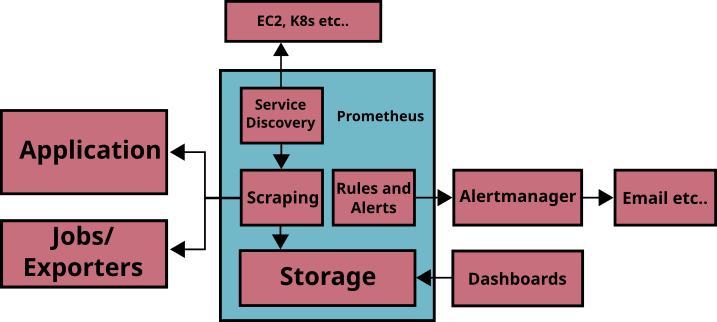 EC2, K8s etc..
Service
Discovery
Prometheus
Application
Scraping
Rules and
Alerts
Alertmanager
Email etc..
Jobs/
Exporters
Storage
Dashboards